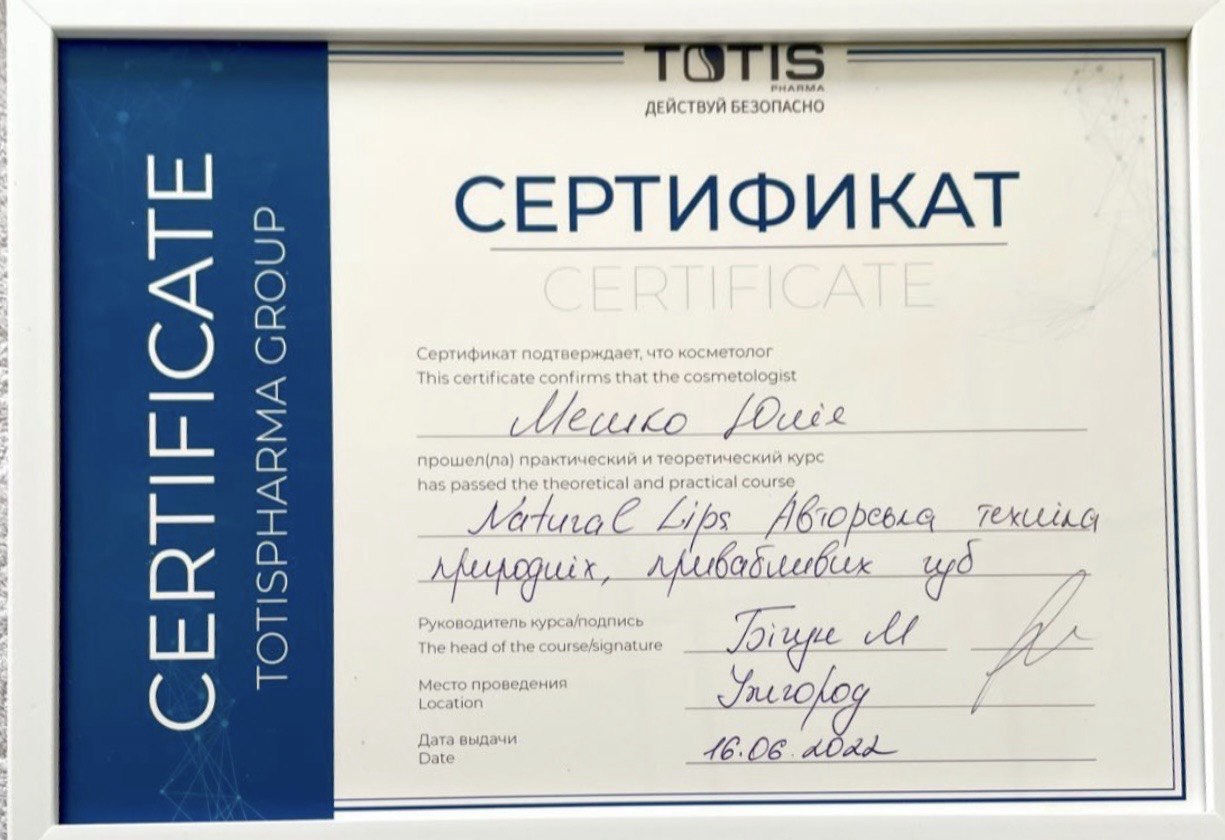 CERTIFICATE
TOTISPHARMA GROUP
TOTIS
PHARMA
ДЕЙСТВУЙ БЕЗОПАСНО
СЕРТИФИКАТ
CERTIFICATE
Сертификат подтверждает, что косметолог
This certificate confirms that the cosmetologist
Мешко Юлія
прошел(ла) практический и теоретический курс
has passed the theoretical and practical course
Natural Lips Авторська техніка
природніх, привабливих губ
Руководитель курса/подпись
The head of the course/signature
Бігун М
Место проведения
Location
Ужгород
Дата выдачи
Date
16.06.2022